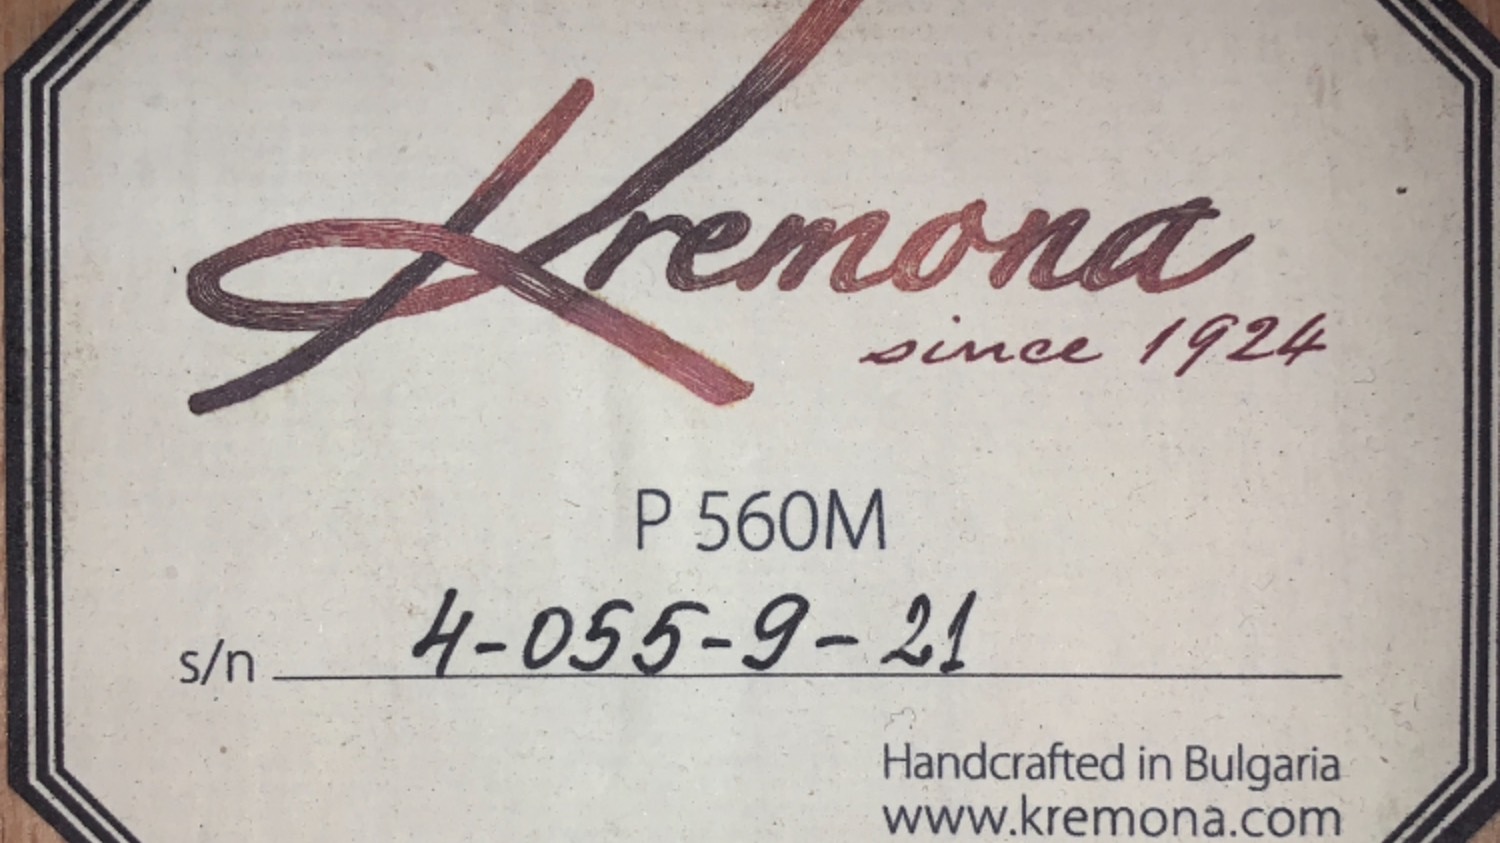 Kremona
since 1924
P 560M
s/n 4-055-9-21
Handcrafted in Bulgaria
www.kremona.com